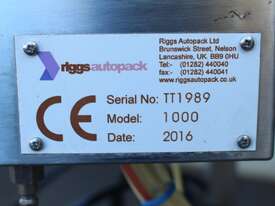 Riggs Autopack Ltd
Brunswick Street, Nelson
Lancashire, UK BB9 0HU
Tel:- (01282) 440040
fax:- (01282) 440041
www.riggsautopack.co.uk
riggsautopack
CE
Serial No: TT1989
Model: 1000
Date: 2016